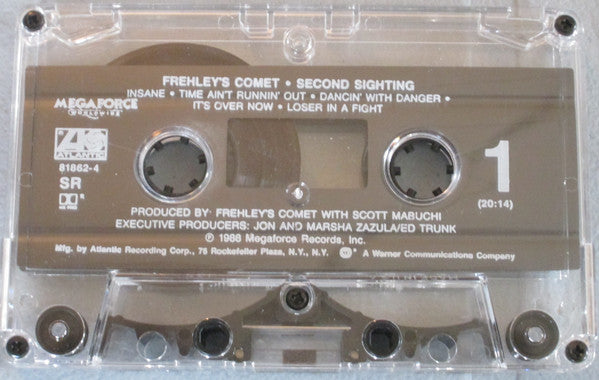 FREHLEY'S COMET • SECOND SIGHTING
INSANE • TIME AIN'T RUNNIN' OUT • DANCIN' WITH DANGER •
IT'S OVER NOW • LOSER IN A FIGHT
MEGAFORCE
WORLDWIDE
ATLANTIC
81862-4
SR
1
(20:14)
PRODUCED BY: FREHLEY'S COMET WITH SCOTT MABUCHI
EXECUTIVE PRODUCERS: JON AND MARSHA ZAZULA/ED TRUNK
℗ 1988 Megaforce Records, Inc.
Mfg. by Atlantic Recording Corp., 75 Rockefeller Plaza, N.Y., N.Y. ® A Warner Communications Company